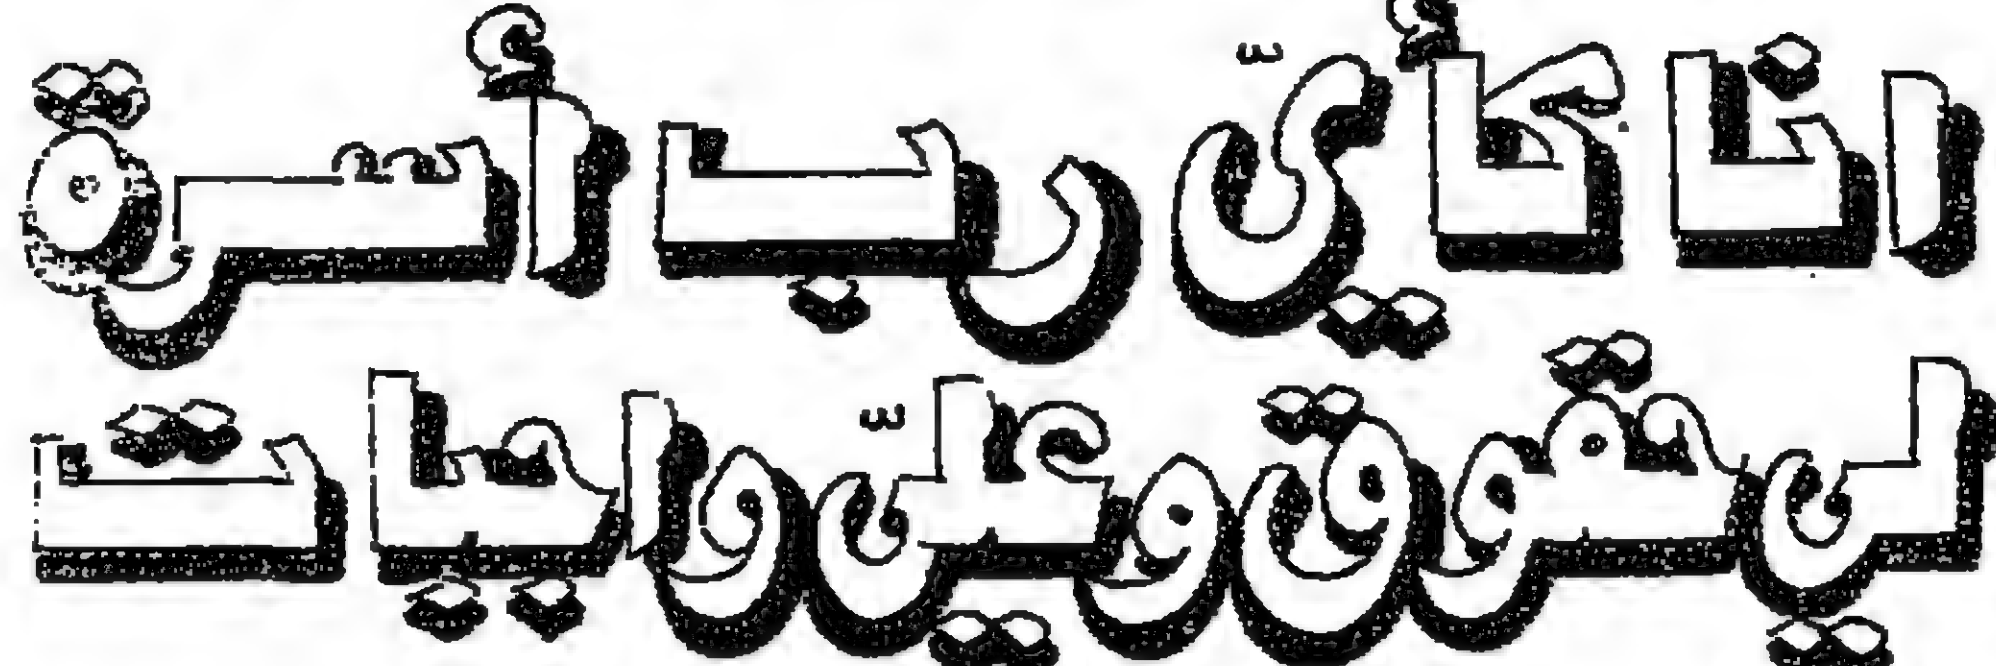 انا كأيّ رب أسرة
لي حقوق وعليّ واجبات